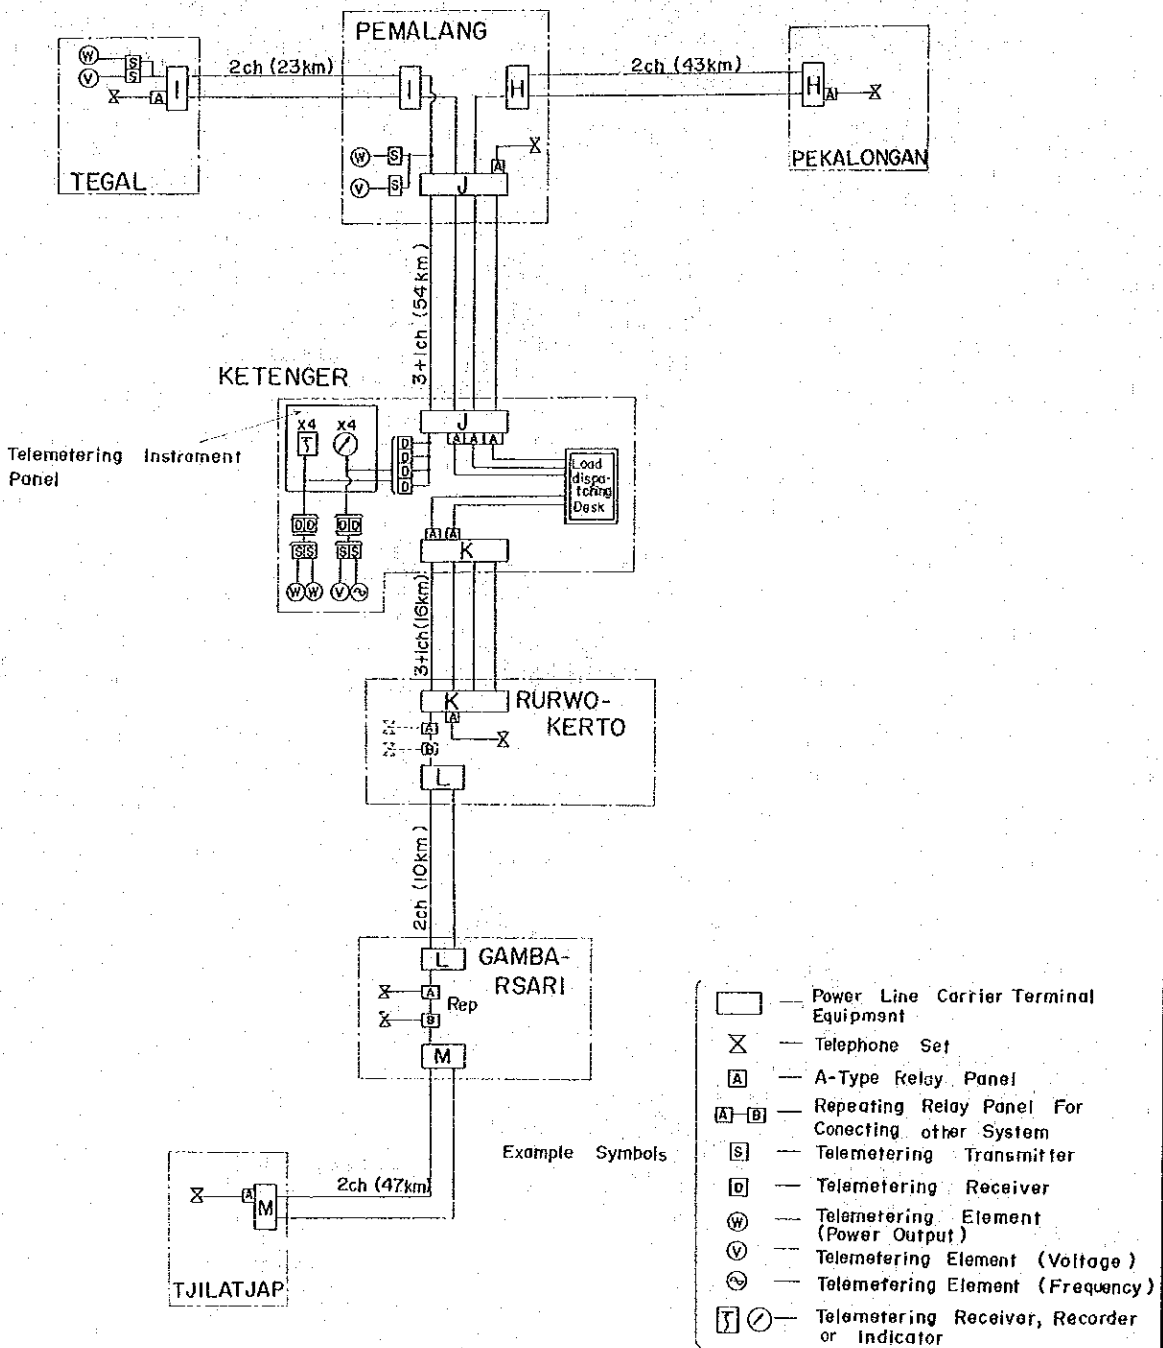 PEMALANG
W
S
V
S
A
I
2ch (23km)
I
H
2ch (43km)
H
A
TEGAL
PEKALONGAN
W
S
V
S
A
J
3+1ch (54km)
KETENGER
Telemetering Instrament
Panel
X4
X4
J
D
D
D
D
A
A
A
Load
dispa-
tching
Desk
D
D
D
D
S
S
S
S
W
W
V
A
A
K
3+1ch (16km)
K
A
RURWO-
KERTO
A
B
L
2ch (10km)
L
GAMBA-
RSARI
A
Rep
B
M
2ch (47km)
A
M
TJILATJAP
Example Symbols
Power Line Carrier Terminal
Equipment
Telephone Set
A
A-Type Relay Panel
A
B
Repeating Relay Panel For
Conecting other System
S
Telemetering Transmitter
D
Telemetering Receiver
W
Telemetering Element
(Power Output)
V
Telemetering Element (Voltage)
Telemetering Element (Frequency)
Telemetering Receiver, Recorder
or Indicator